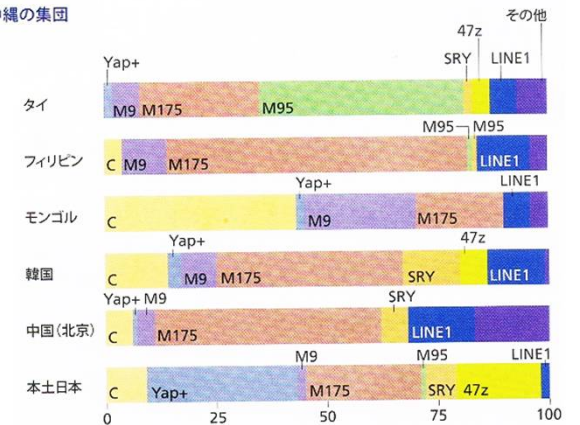 縄の集団
その他
47z
Yap+ SRY LINE1
タイ M9 M175 M95
M95 M95
フィリピン C M9 M175 LINE1
Yap+ LINE1
モンゴル C M9 M175
Yap+ 47z
韓国 C M9 M175 SRY LINE1
Yap+ M9 SRY
中国(北京) C M175 LINE1
M9 M95 LINE1
本土日本 C Yap+ M175 SRY 47z
0 25 50 75 100